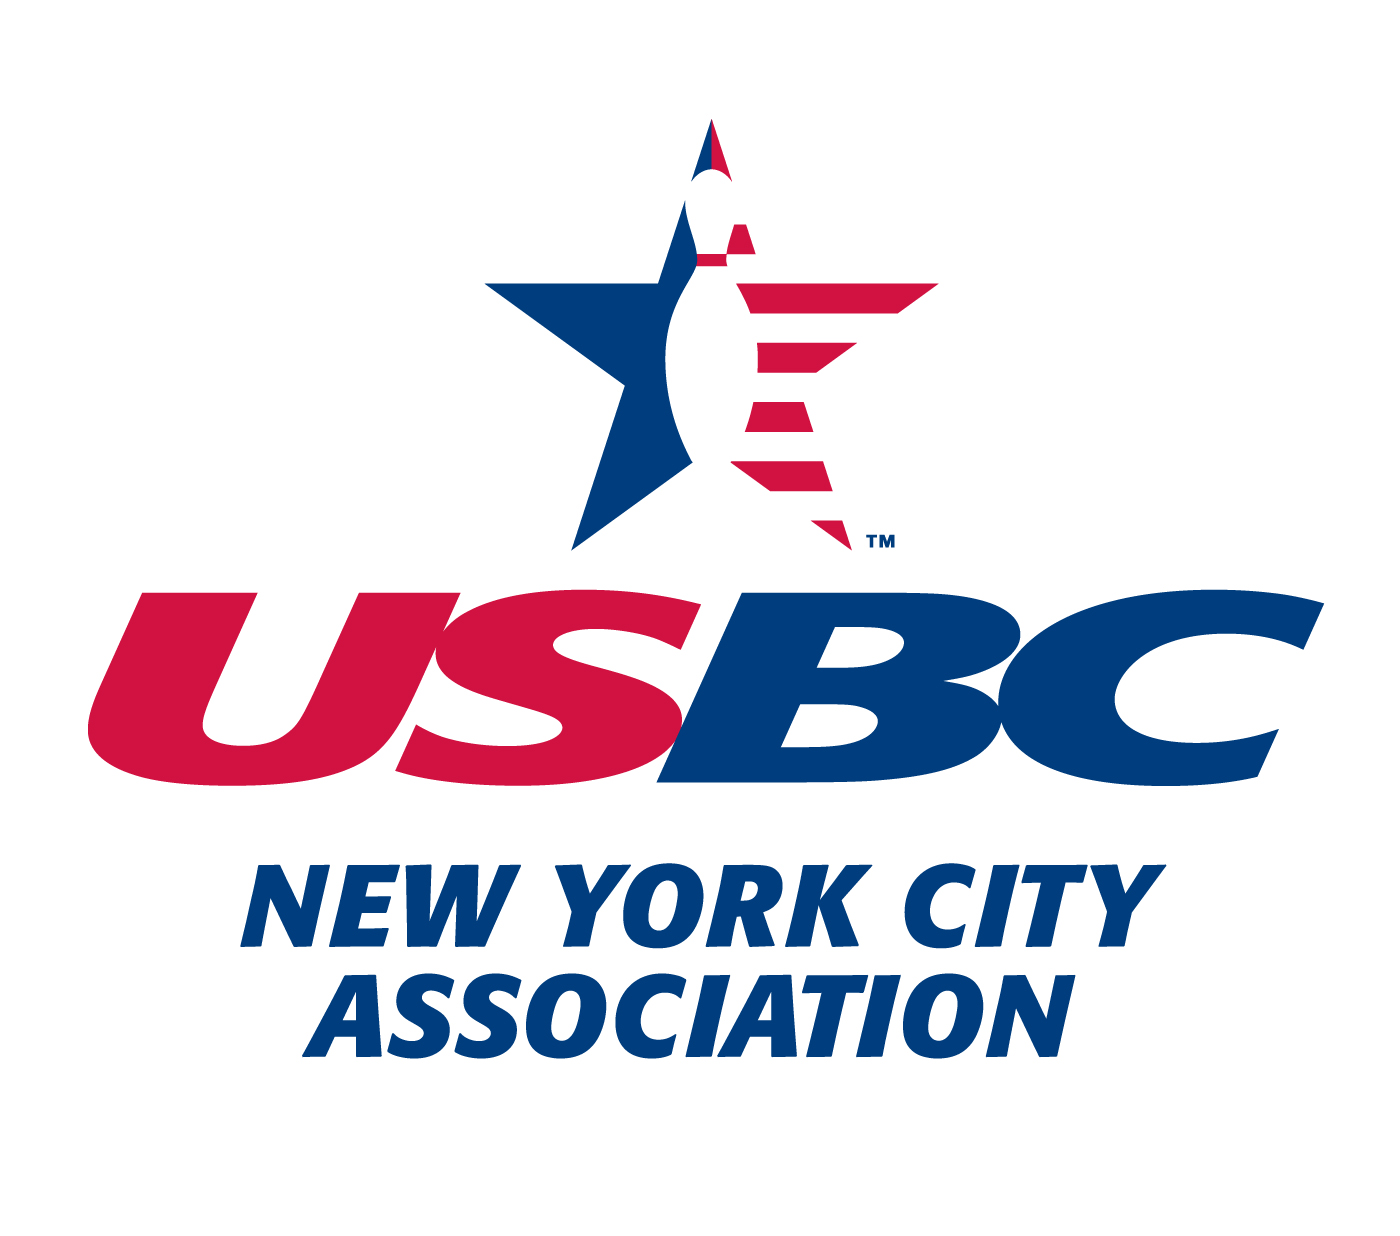 TM
USBC
NEW YORK CITY
ASSOCIATION